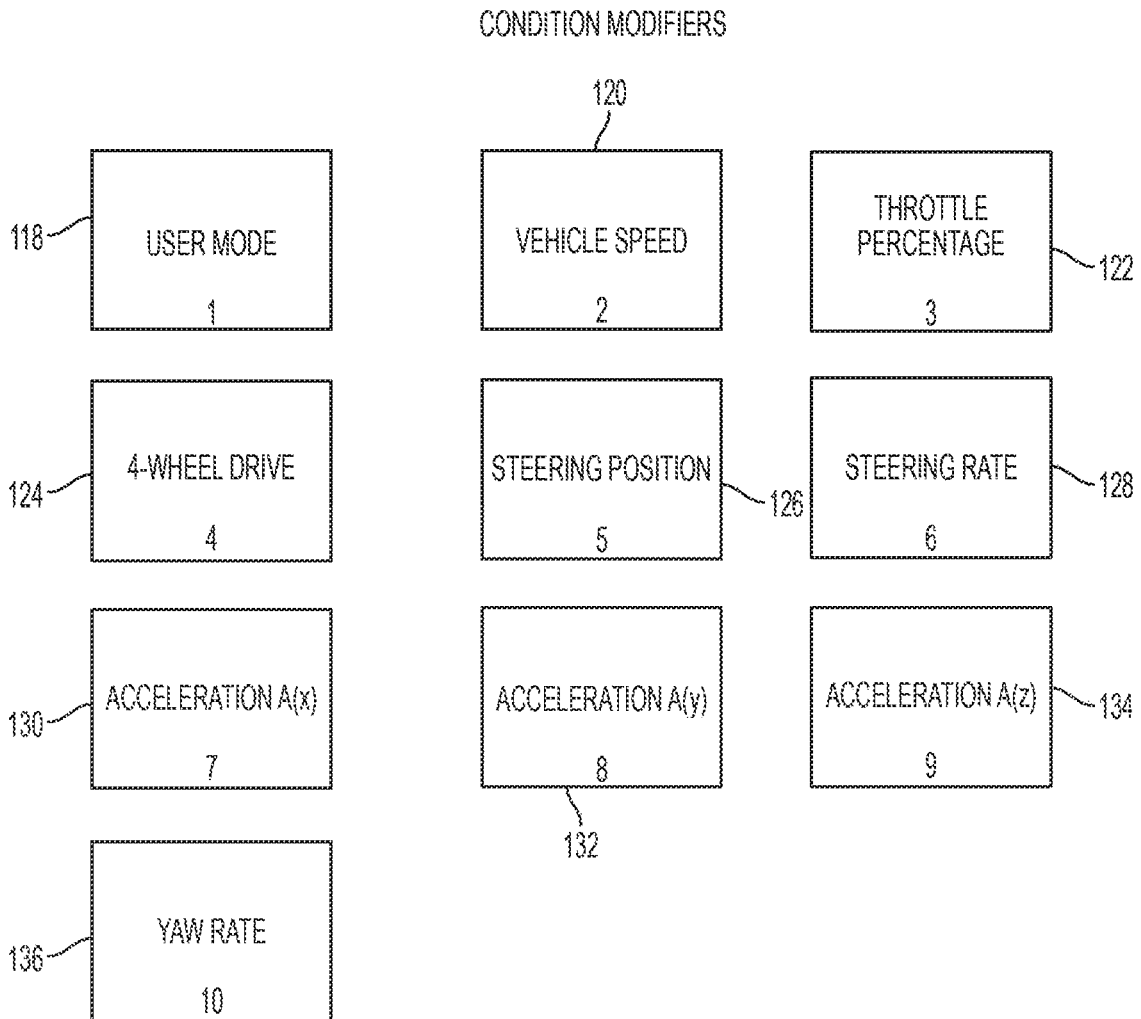 CONDITION MODIFIERS
120
118
USER MODE
1
VEHICLE SPEED
2
THROTTLE
PERCENTAGE
3
122
124
4-WHEEL DRIVE
4
STEERING POSITION
5
126
STEERING RATE
6
128
130
ACCELERATION A(x)
7
ACCELERATION A(y)
8
132
ACCELERATION A(z)
9
134
136
YAW RATE
10